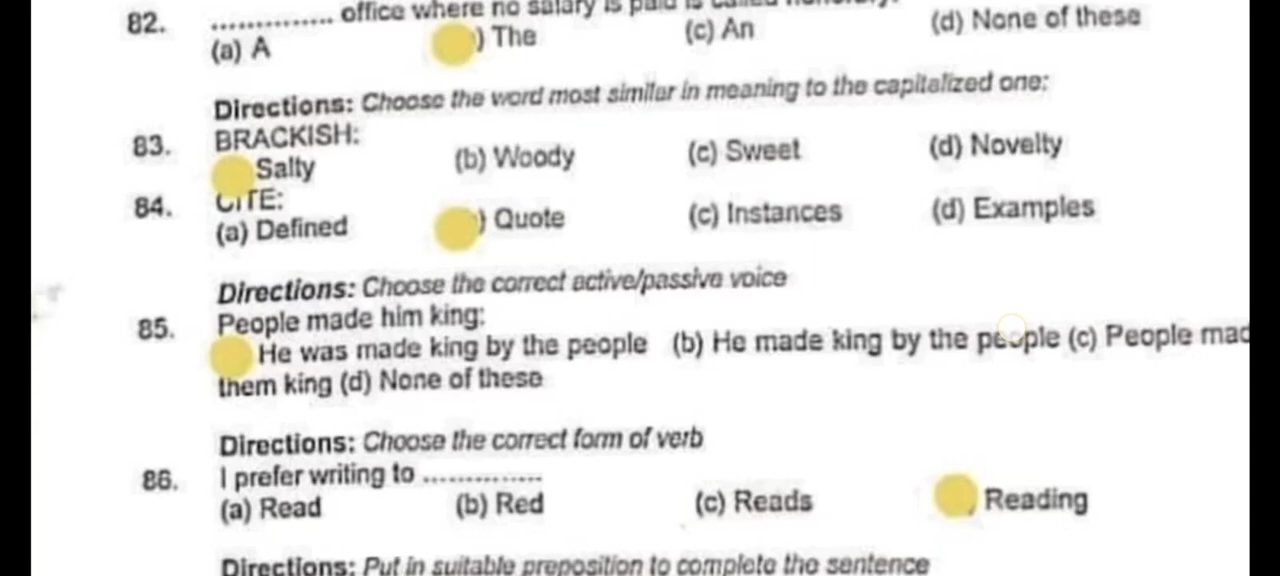 82. .............. office where no salary is paid is called honorary.
(a) A ) The (c) An (d) None of these
Directions: Choose the word most similar in meaning to the capitalized one:
83. BRACKISH:
Salty (b) Woody (c) Sweet (d) Novelty
84. CITE:
(a) Defined ) Quote (c) Instances (d) Examples
Directions: Choose the correct active/passive voice
85. People made him king:
He was made king by the people (b) He made king by the people (c) People mad
them king (d) None of these
Directions: Choose the correct form of verb
86. I prefer writing to ..............
(a) Read (b) Red (c) Reads Reading
Directions: Put in suitable preposition to complete the sentence